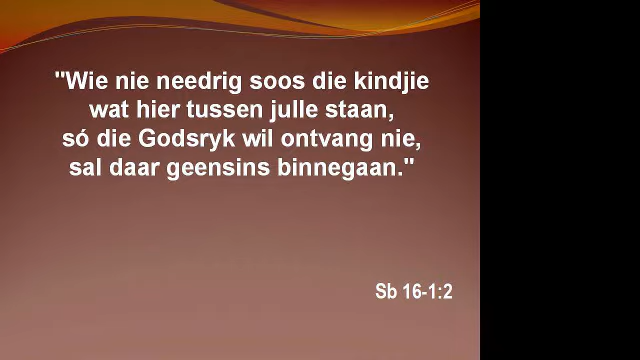 "Wie nie needrig soos die kindjie
wat hier tussen julle staan,
só die Godsryk wil ontvang nie,
sal daar geensins binnegaan."
Sb 16-1:2